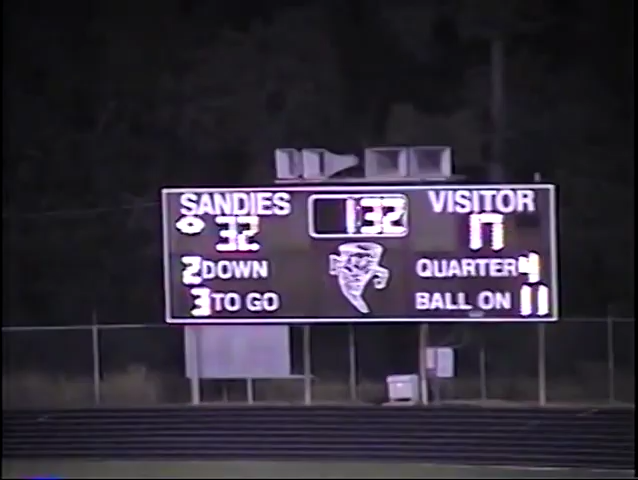 SANDIES 1 32 VISITOR
32 17
2 DOWN QUARTER 4
3 TO GO BALL ON 11